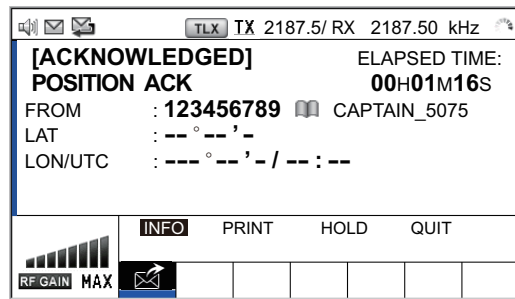 TLX TX 2187.5/ RX 2187.50 kHz
[ACKNOWLEDGED] ELAPSED TIME:
POSITION ACK 00H01M16S
FROM : 123456789 CAPTAIN_5075
LAT : -- ° -- ' -
LON/UTC : --- ° -- ' - / -- : --
INFO PRINT HOLD QUIT
RF GAIN MAX